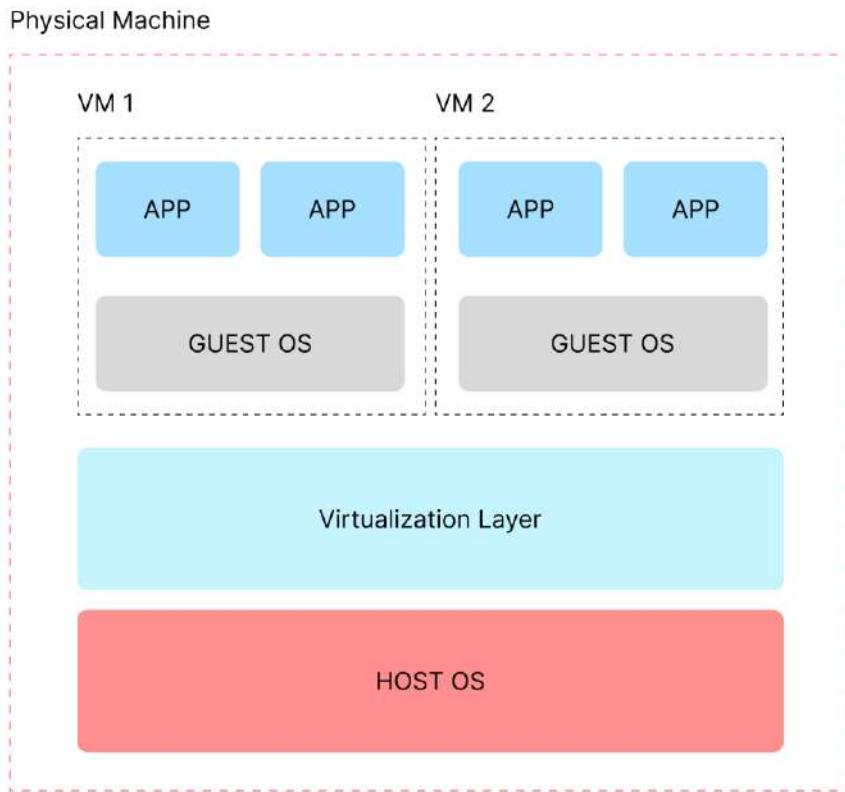 Physical Machine
VM 1
VM 2
APP
APP
APP
APP
GUEST OS
GUEST OS
Virtualization Layer
HOST OS